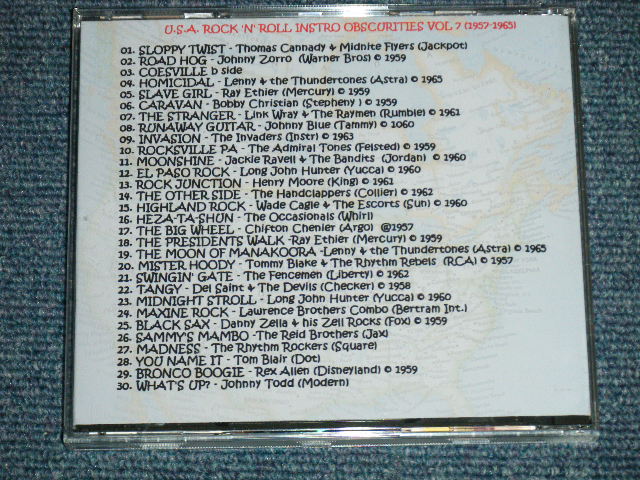 U.S.A. ROCK 'N' ROLL INSTRO OBSCURITIES VOL 7 (1957-1965)
01. SLOPPY TWIST - Thomas Cannady & Midnite Flyers (Jackpot)
02. ROAD HOG - Johnny Zorro (Warner Bros) © 1959
03. COESVILLE b side
04. HOMICIDAL - Lenny & the Thundertones (Astra) © 1965
05. SLAVE GIRL - Ray Ethier (Mercury) © 1959
06. CARAVAN - Bobby Christian (Stepheny ) © 1959
07. THE STRANGER - Link Wray & The Raymen (Rumble) © 1961
08. RUNAWAY GUITAR - Johnny Blue (Tammy) © 1060
09. INVASION - The Invaders (Instr) © 1963
10. ROCKSVILLE PA - The Admiral Tones (Felsted) © 1959
11. MOONSHINE - Jackie Ravell & The Bandits (Jordan) © 1960
12. EL PASO ROCK - Long John Hunter (Yucca) © 1960
13. ROCK JUNCTION - Henry Moore (King) © 1961
14. THE OTHER SIDE - The Handclappers (Collier) © 1962
15. HIGHLAND ROCK - Wade Cagle & The Escorts (Sun) © 1960
16. HEZA-TA-SHUN - The Occasionals (Whirl)
17. THE BIG WHEEL - Chifton Chenier (Argo) @1957
18. THE PRESIDENTS WALK -Ray Ethier (Mercury) © 1959
19. THE MOON OF MANAKOORA -Lenny & the Thundertones (Astra) © 1965
20. MISTER HOODY - Tommy Blake & The Rhythm Rebels (RCA) © 1957
21. SWINGIN' GATE - The Fencemen (Liberty) © 1962
22. TANGY - Del Saint & The Devils (Checker) © 1958
23. MIDNIGHT STROLL - Long John Hunter (Yucca) © 1960
24. MAXINE ROCK - Lawrence Brothers Combo (Bertram Int.)
25. BLACK SAX - Danny Zella & his Zell Rocks (Fox) © 1959
26. SAMMY'S MAMBO -The Reid Brothers (Jax)
27. MADNESS - The Rhythm Rockers (Square)
28. YOU NAME IT - Tom Blair (Dot)
29. BRONCO BOOGIE - Rex Allen (Disneyland) © 1959
30. WHAT'S UP? - Johnny Todd (Modern)